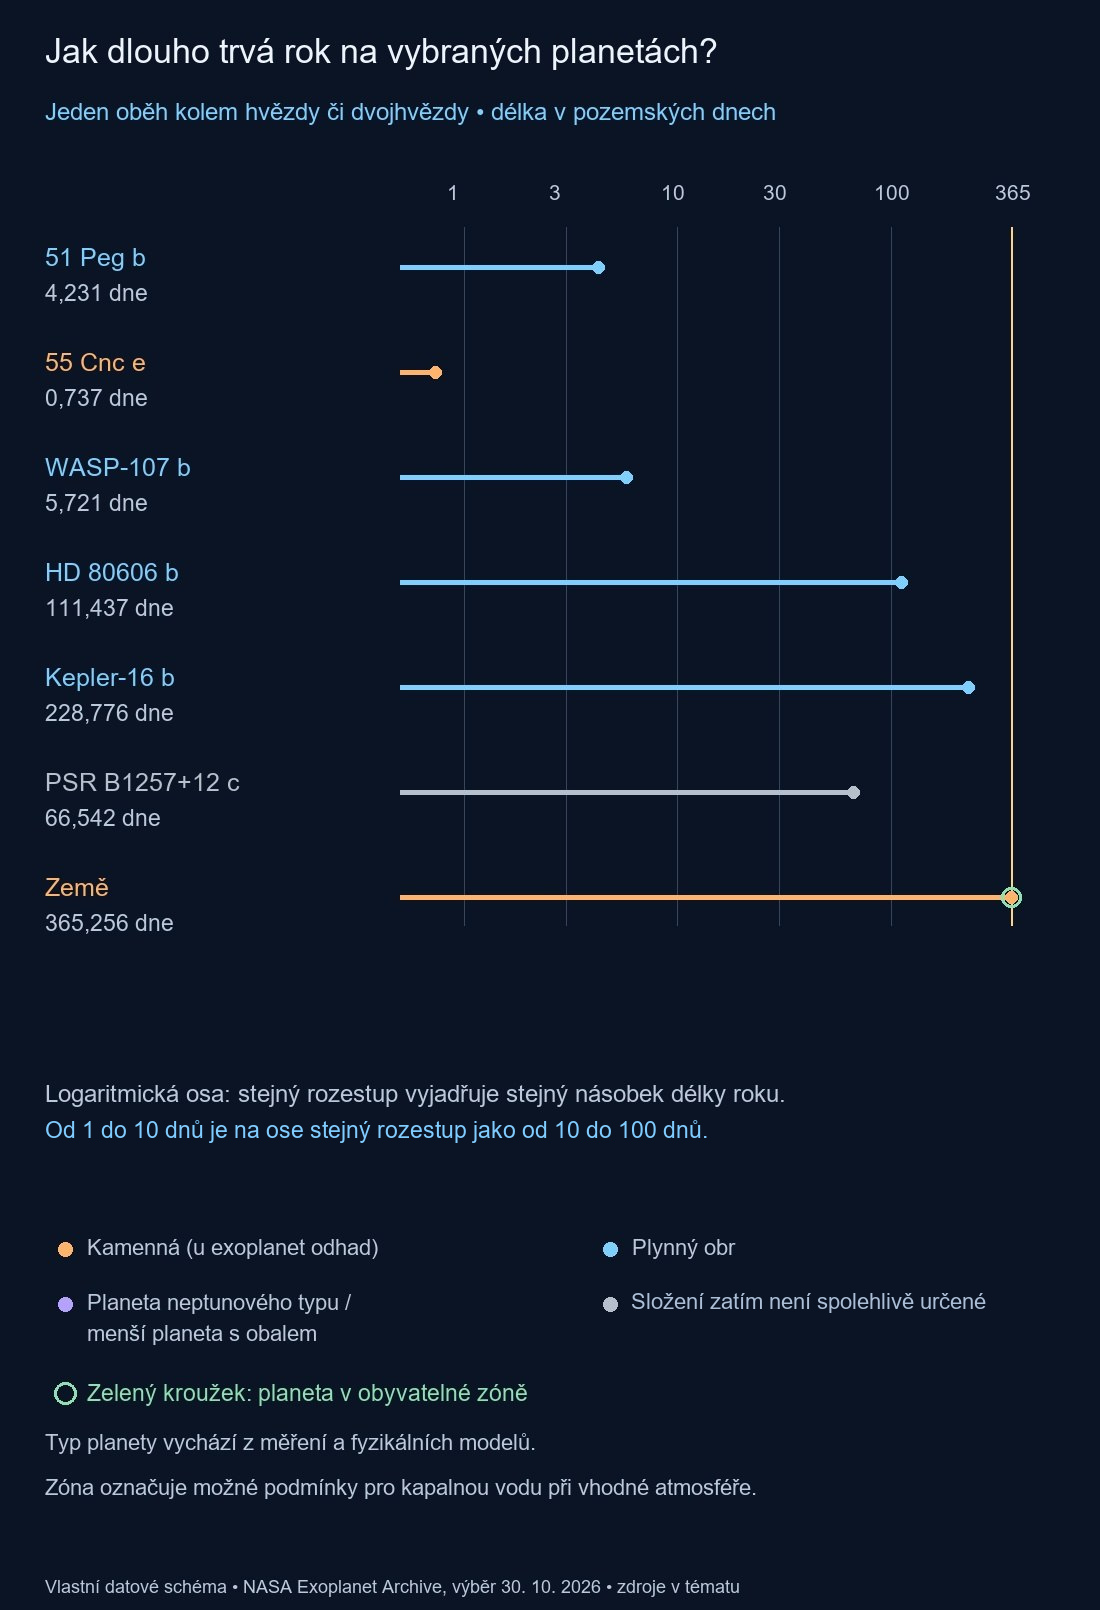 Jak dlouho trvá rok na vybraných planetách?
Jeden oběh kolem hvězdy či dvojhvězdy • délka v pozemských dnech
1 3 10 30 100 365
51 Peg b
4,231 dne
55 Cnc e
0,737 dne
WASP-107 b
5,721 dne
HD 80606 b
111,437 dne
Kepler-16 b
228,776 dne
PSR B1257+12 c
66,542 dne
Země
365,256 dne
Logaritmická osa: stejný rozestup vyjadřuje stejný násobek délky roku.
Od 1 do 10 dnů je na ose stejný rozestup jako od 10 do 100 dnů.
Kamenná (u exoplanet odhad)
Plynný obr
Planeta neptunového typu /
menší planeta s obalem
Složení zatím není spolehlivě určené
Zelený kroužek: planeta v obyvatelné zóně
Typ planety vychází z měření a fyzikálních modelů.
Zóna označuje možné podmínky pro kapalnou vodu při vhodné atmosféře.
Vlastní datové schéma • NASA Exoplanet Archive, výběr 30. 10. 2026 • zdroje v tématu